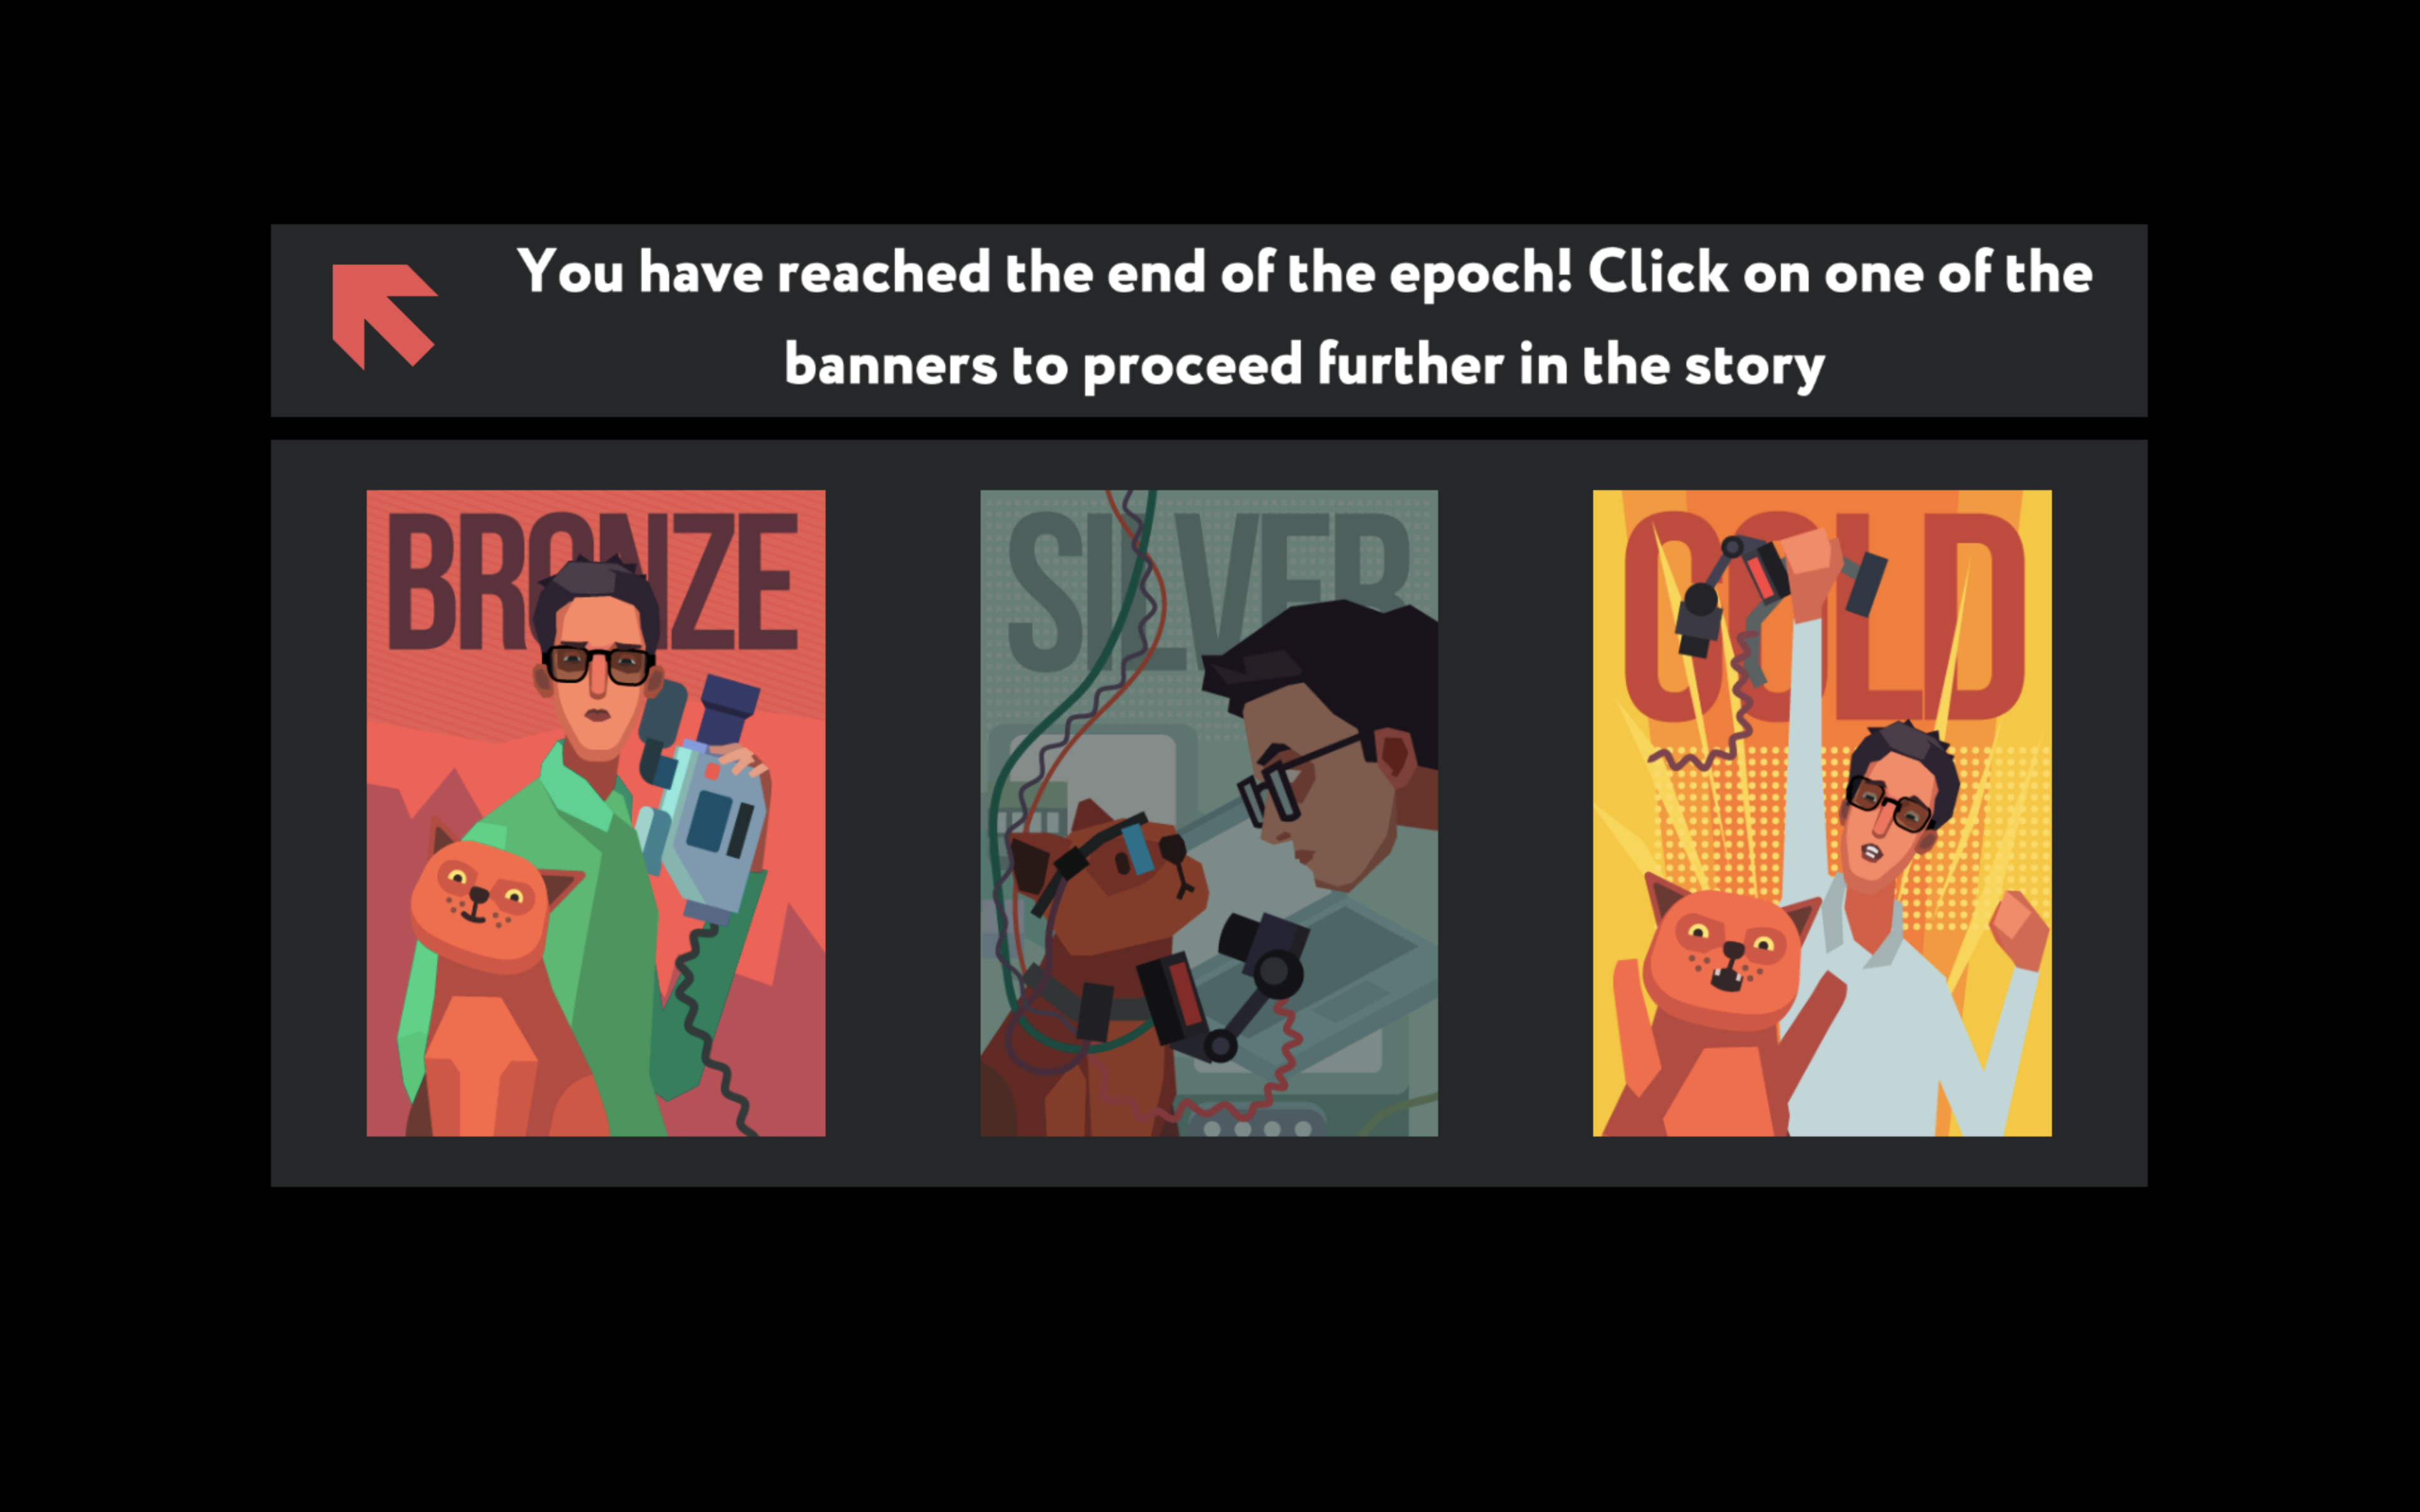 You have reached the end of the epoch! Click on one of the
banners to proceed further in the story
BRONZE
SILVER
GOLD